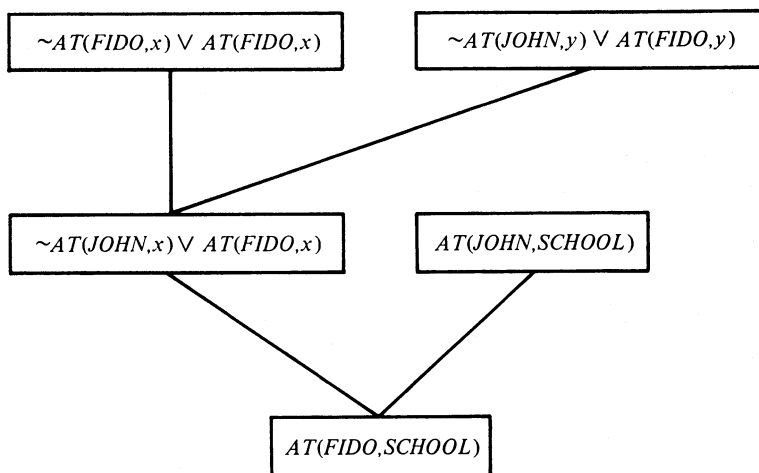 ~AT(FIDO,x) ∨ AT(FIDO,x)
~AT(JOHN,y) ∨ AT(FIDO,y)
~AT(JOHN,x) ∨ AT(FIDO,x)
AT(JOHN,SCHOOL)
AT(FIDO,SCHOOL)